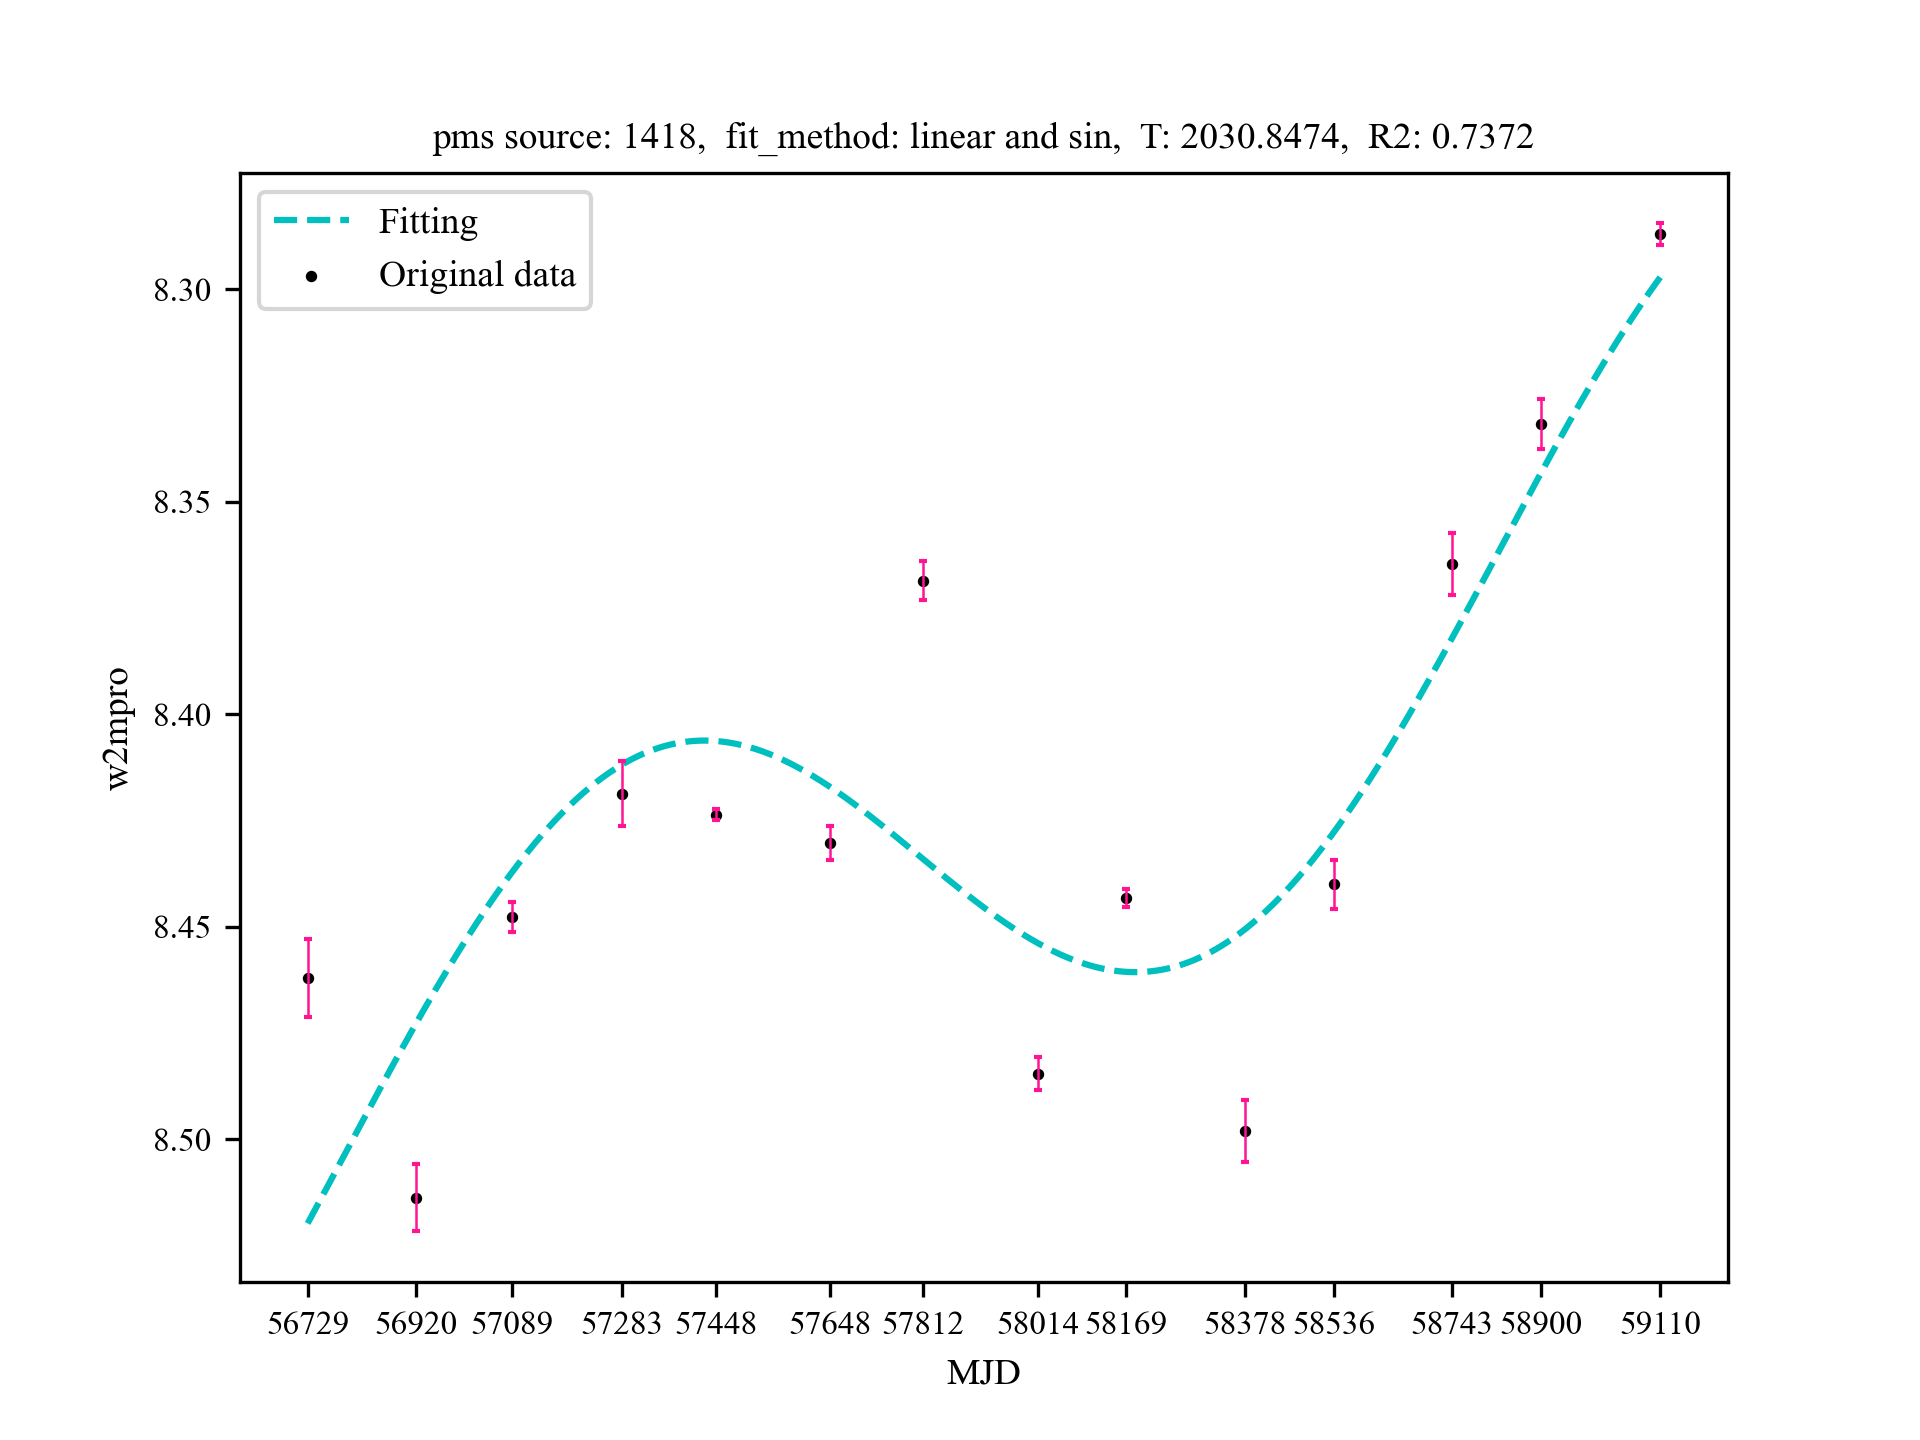 pms source: 1418, fit_method: linear and sin, T: 2030.8474, R2: 0.7372
Fitting
Original data
8.30
8.35
8.40
8.45
8.50
w2mpro
56729 56920 57089 57283 57448 57648 57812 58014 58169 58378 58536 58743 58900 59110
MJD